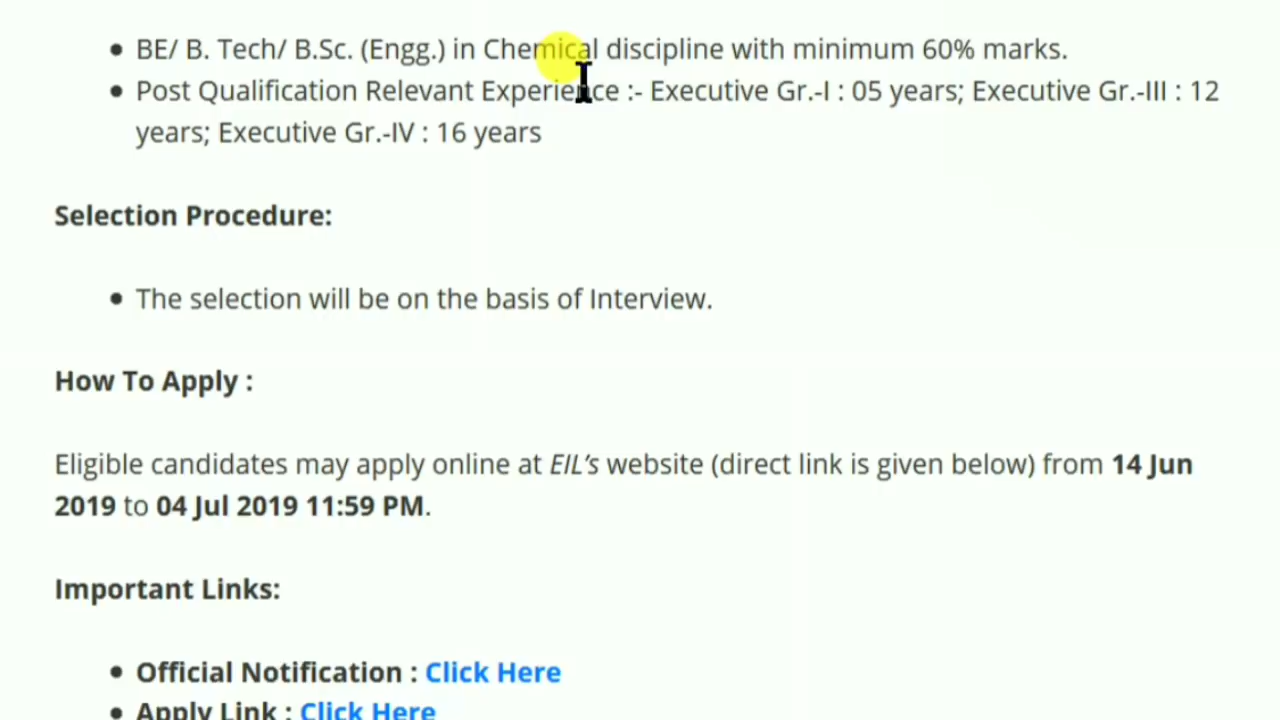 BE/ B. Tech/ B.Sc. (Engg.) in Chemical discipline with minimum 60% marks.
Post Qualification Relevant Experience :- Executive Gr.-I : 05 years; Executive Gr.-III : 12
years; Executive Gr.-IV : 16 years
Selection Procedure:
The selection will be on the basis of Interview.
How To Apply :
Eligible candidates may apply online at EIL's website (direct link is given below) from 14 Jun
2019 to 04 Jul 2019 11:59 PM.
Important Links:
Official Notification : Click Here
Apply Link : Click Here